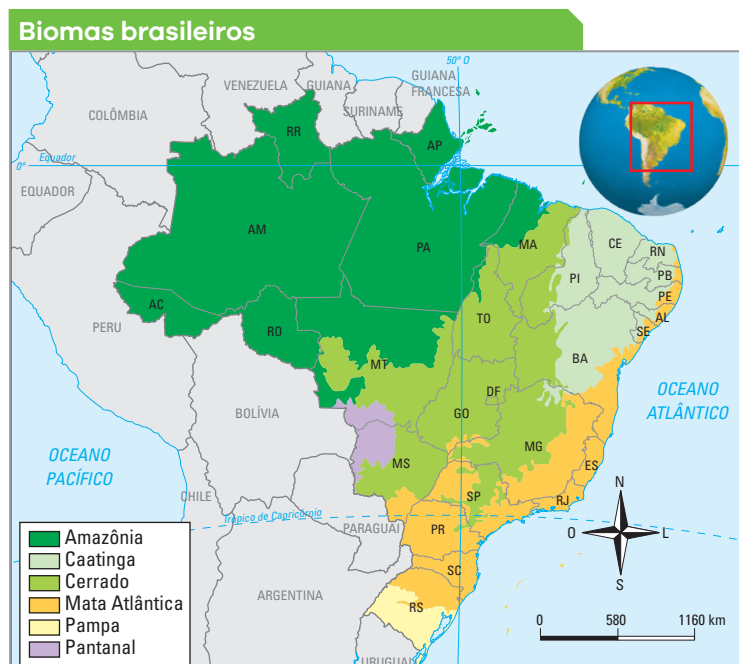 Biomas brasileiros
50° O
VENEZUELA
GUIANA
GUIANA
FRANCESA
SURINAME
COLÔMBIA
RR
AP
0°
Equador
EQUADOR
AM
PA
MA
CE
RN
PB
PE
AL
SE
PI
AC
PERU
RO
TO
BA
MT
DF
GO
BOLÍVIA
OCEANO
ATLÂNTICO
OCEANO
PACÍFICO
MG
ES
MS
SP
RJ
CHILE
Trópico de Capricórnio
PARAGUAI
PR
SC
RS
ARGENTINA
URUGUAI
N
O
L
S
Amazônia
Caatinga
Cerrado
Mata Atlântica
Pampa
Pantanal
0 580 1160 km